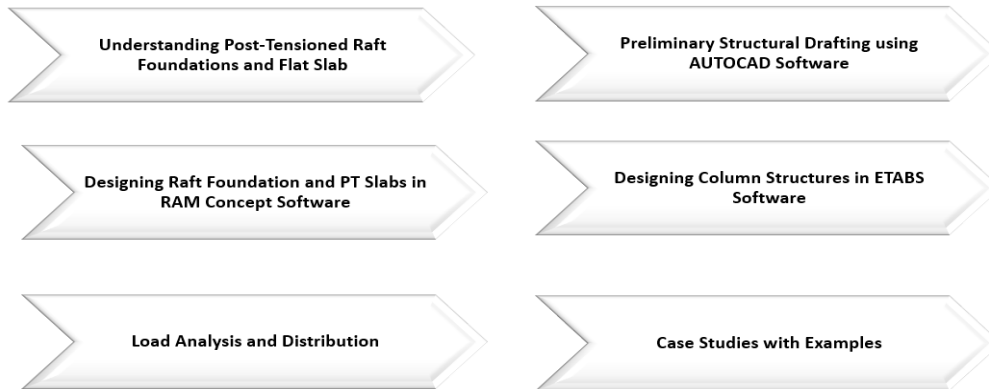 Understanding Post-Tensioned Raft
Foundations and Flat Slab
Preliminary Structural Drafting using
AUTOCAD Software
Designing Raft Foundation and PT Slabs in
RAM Concept Software
Designing Column Structures in ETABS
Software
Load Analysis and Distribution
Case Studies with Examples